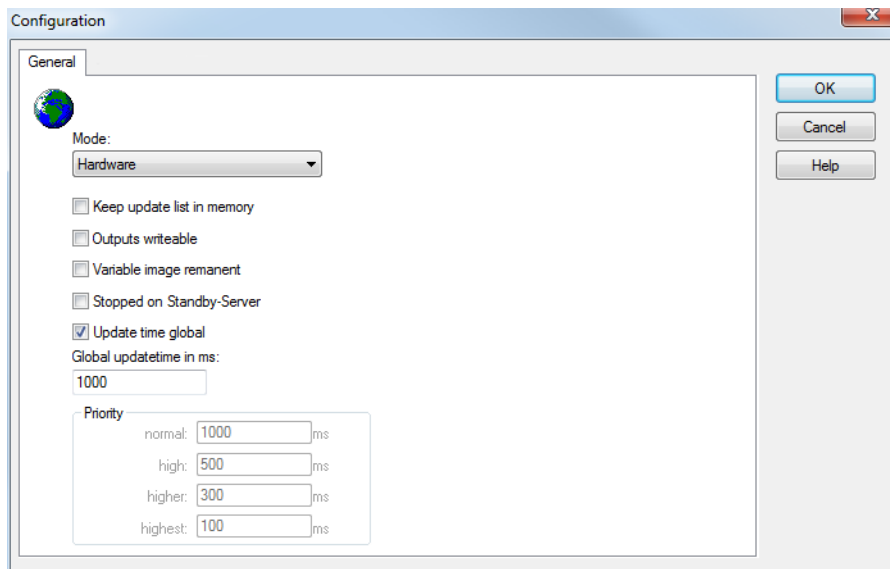 Configuration
General
OK
Cancel
Help
Mode:
Hardware
Keep update list in memory
Outputs writeable
Variable image remanent
Stopped on Standby-Server
Update time global
Global updatetime in ms:
1000
Priority
normal: 1000 ms
high: 500 ms
higher: 300 ms
highest: 100 ms